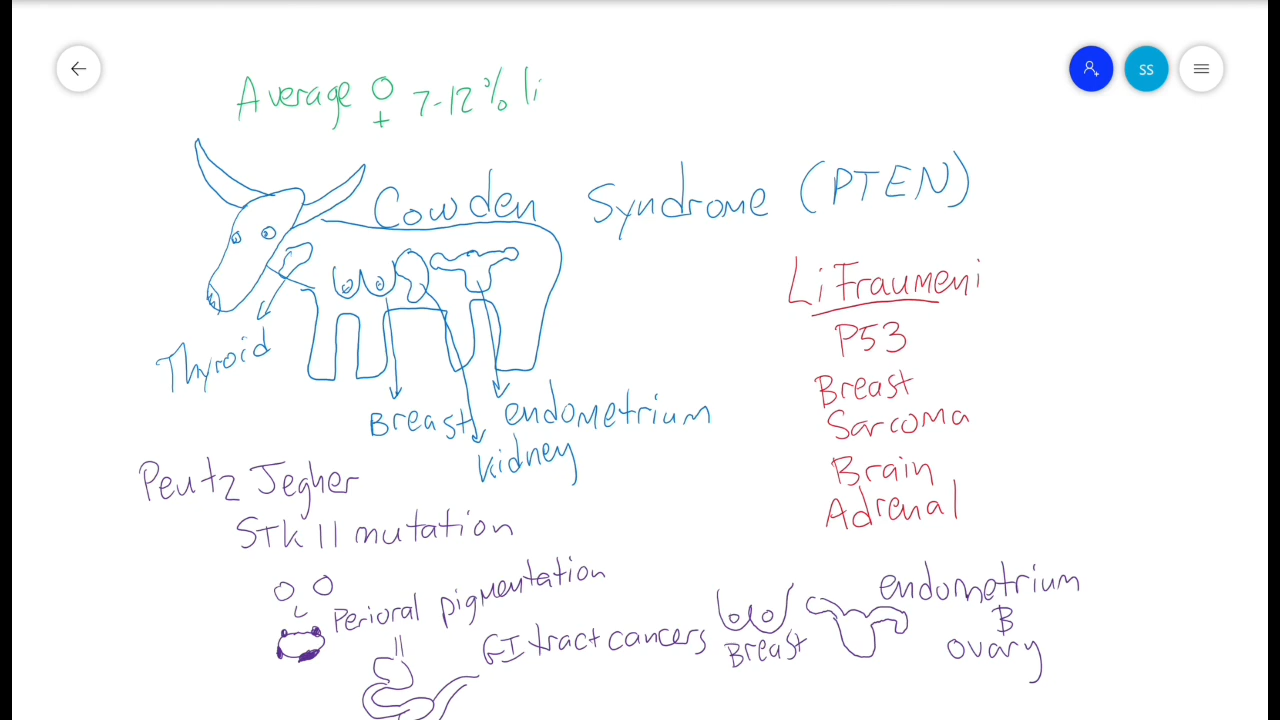 SS
Average ♀ 7-12% li
Cowden Syndrome (PTEN)
Thyroid
Breast
endometrium
kidney
Li Fraumeni
P53
Breast
Sarcoma
Brain
Adrenal
Peutz Jegher
STK 11 mutation
Perioral pigmentation
GI tract cancers
Breast
endometrium
&
ovary